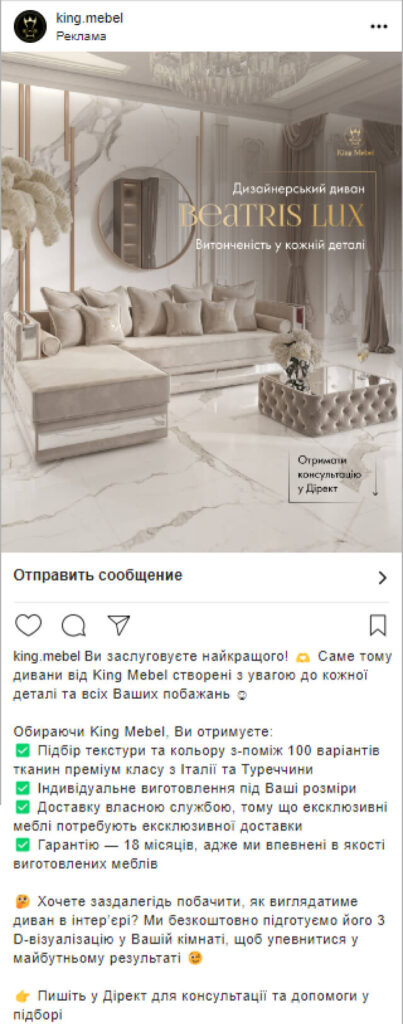 king.mebel
Реклама
King Mebel
Дизайнерський диван
BEATRIS LUX
Витонченість у кожній деталі
Отримати
консультацію
у Дірект
Отправить сообщение
king.mebel Ви заслуговуєте найкращого! 🫶 Саме тому
дивани від King Mebel створені з увагою до кожної
деталі та всіх Ваших побажань ☺
Обираючи King Mebel, Ви отримуєте:
✅ Підбір текстури та кольору з-поміж 100 варіантів
тканин преміум класу з Італії та Туреччини
✅ Індивідуальне виготовлення під Ваші розміри
✅ Доставку власною службою, тому що ексклюзивні
меблі потребують ексклюзивної доставки
✅ Гарантію — 18 місяців, адже ми впевнені в якості
виготовлених меблів
🤔 Хочете заздалегідь побачити, як виглядатиме
диван в інтер’єрі? Ми безкоштовно підготуємо його 3
D-візуалізацію у Вашій кімнаті, щоб упевнитися у
майбутньому результаті 😉
👉 Пишіть у Дірект для консультації та допомоги у
підборі